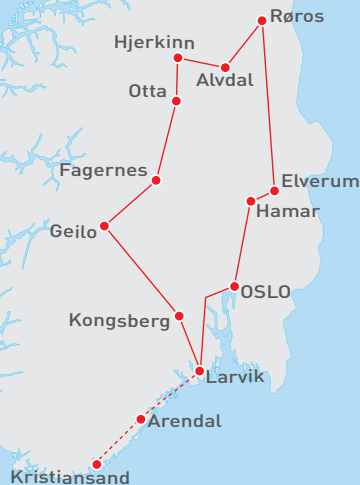 Røros
Hjerkinn
Alvdal
Otta
Fagernes
Elverum
Hamar
Geilo
OSLO
Kongsberg
Larvik
Arendal
Kristiansand